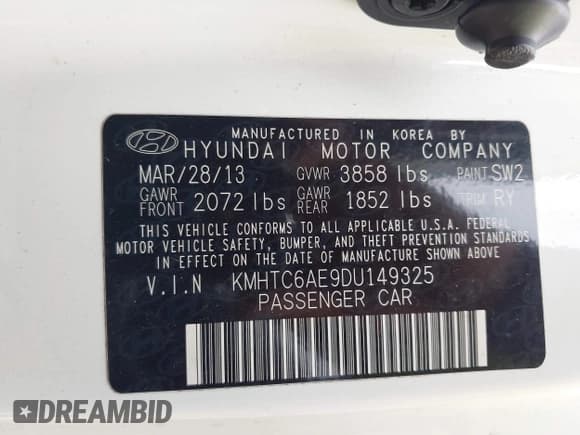 MANUFACTURED IN KOREA BY
HYUNDAI MOTOR COMPANY
MAR/28/13 GVWR 3858 lbs PAINT SW2
GAWR FRONT 2072 lbs GAWR REAR 1852 lbs TRIM RY
THIS VEHICLE CONFORMS TO ALL APPLICABLE U.S.A. FEDERAL
MOTOR VEHICLE SAFETY, BUMPER, AND THEFT PREVENTION STANDARDS
IN EFFECT ON THE DATE OF MANUFACTURE SHOWN ABOVE
V.I.N KMHTC6AE9DU149325
PASSENGER CAR
DREAMBID